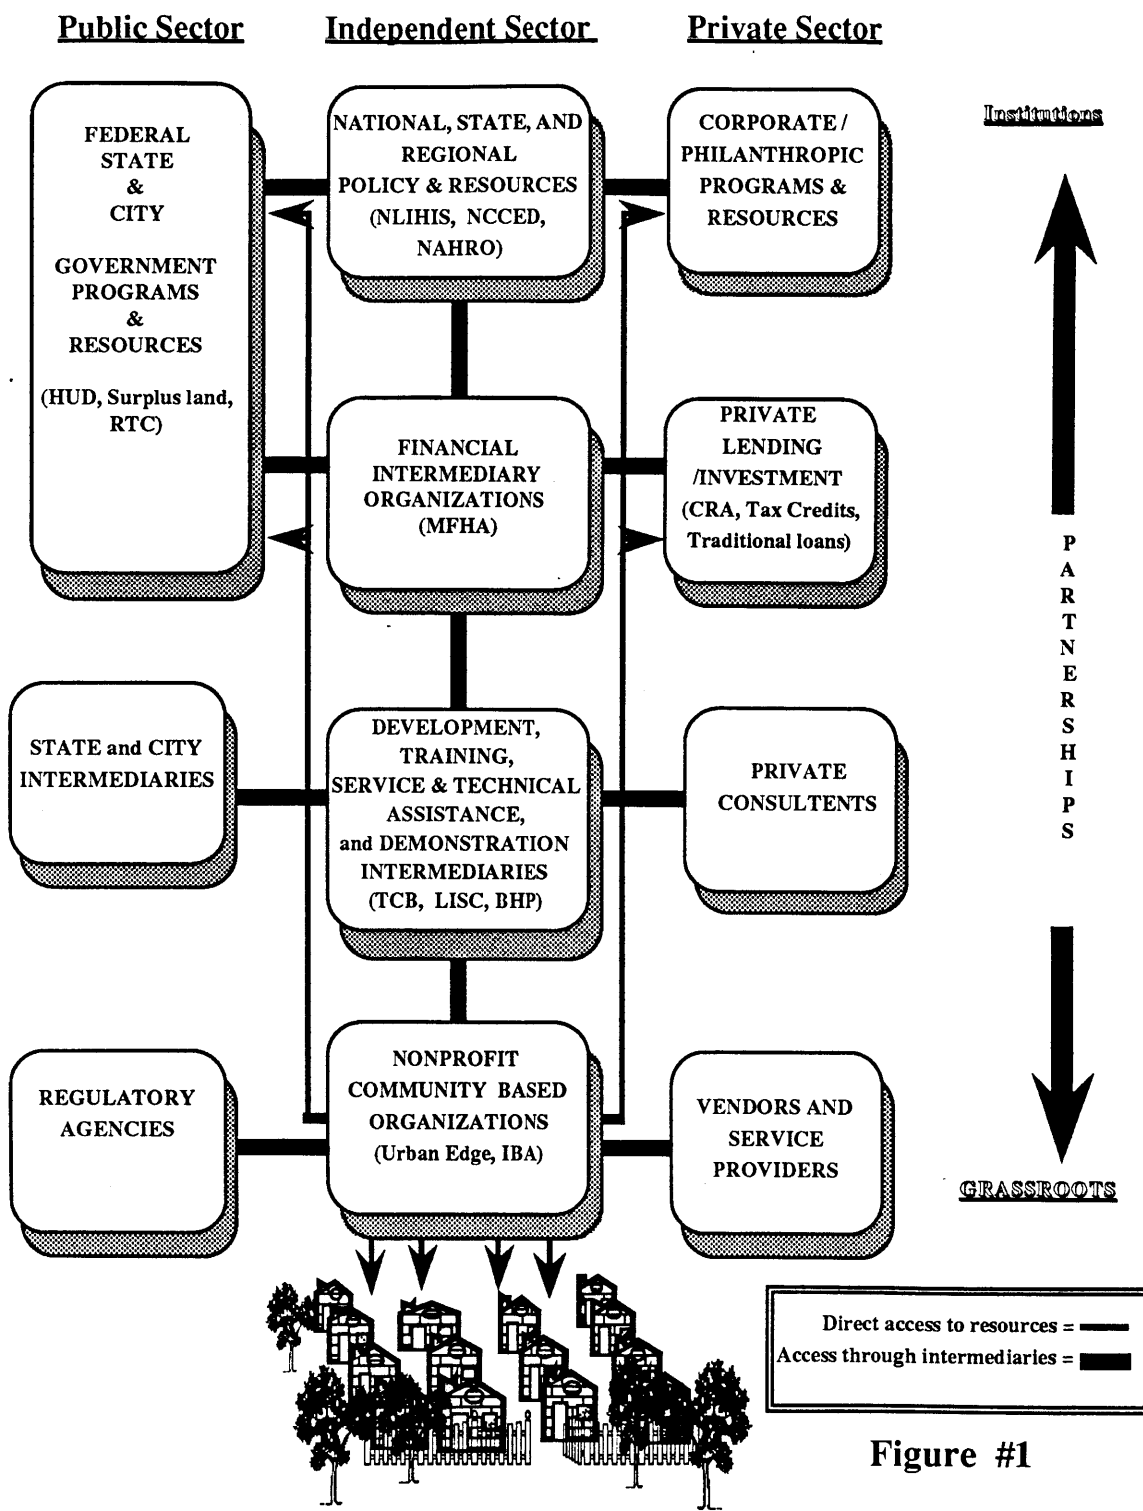 Public Sector
Independent Sector
Private Sector
FEDERAL
STATE
&
CITY
GOVERNMENT
PROGRAMS
&
RESOURCES
(HUD, Surplus land,
RTC)
NATIONAL, STATE, AND
REGIONAL
POLICY & RESOURCES
(NLIHIS, NCCED,
NAHRO)
CORPORATE /
PHILANTHROPIC
PROGRAMS &
RESOURCES
Institutions
FINANCIAL
INTERMEDIARY
ORGANIZATIONS
(MFHA)
PRIVATE
LENDING
/INVESTMENT
(CRA, Tax Credits,
Traditional loans)
PARTNERSHIPS
STATE and CITY
INTERMEDIARIES
DEVELOPMENT,
TRAINING,
SERVICE & TECHNICAL
ASSISTANCE,
and DEMONSTRATION
INTERMEDIARIES
(TCB, LISC, BHP)
PRIVATE
CONSULTENTS
REGULATORY
AGENCIES
NONPROFIT
COMMUNITY BASED
ORGANIZATIONS
(Urban Edge, IBA)
VENDORS AND
SERVICE
PROVIDERS
GRASSROOTS
Direct access to resources =
Access through intermediaries =
Figure #1